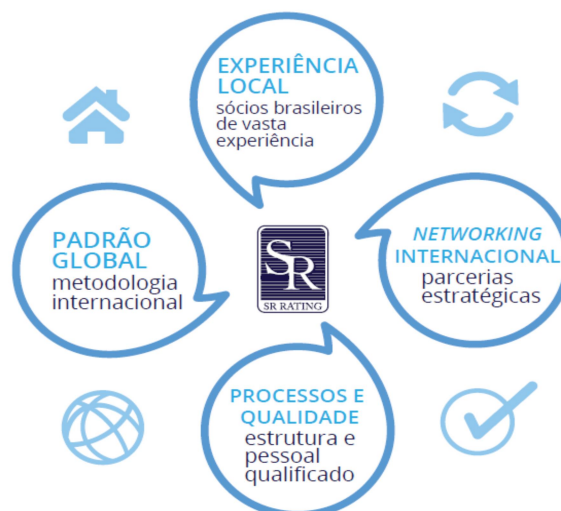 EXPERIÊNCIA
LOCAL
sócios brasileiros
de vasta
experiência
PADRÃO
GLOBAL
metodologia
internacional
SR
SR RATING
NETWORKING
INTERNACIONAL
parcerias
estratégicas
PROCESSOS E
QUALIDADE
estrutura e
pessoal
qualificado